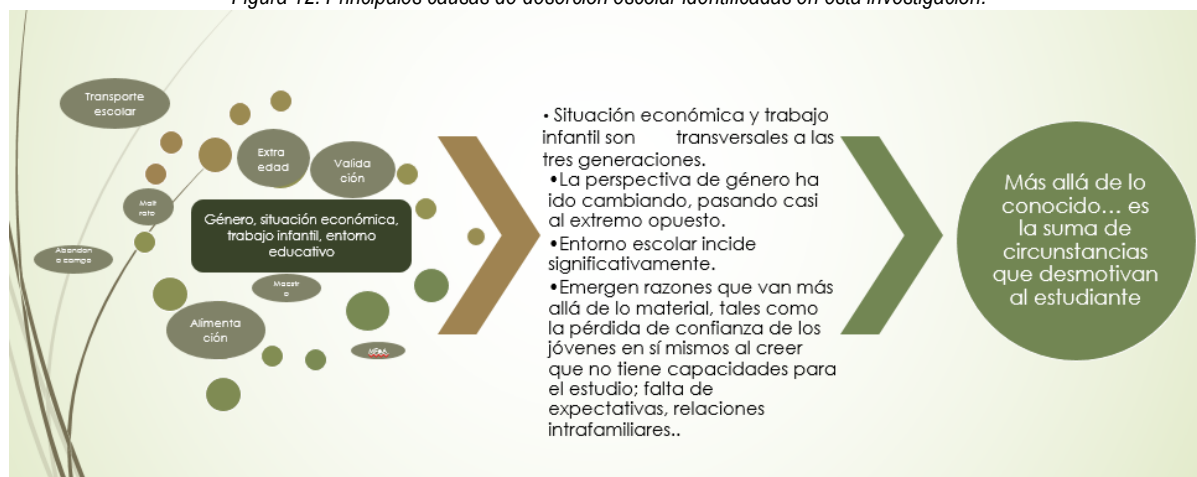 Figura 12. Principales causas de deserción escolar identificadas en esta investigación.
Transporte
escolar
Extra
edad
Valida
ción
Malt
rato
Género, situación económica,
trabajo infantil, entorno
educativo
Abandon
o campo
Maestr
o
Alimenta
ción
• Situación económica y trabajo
infantil son transversales a las
tres generaciones.
•La perspectiva de género ha
ido cambiando, pasando casi
al extremo opuesto.
•Entorno escolar incide
significativamente.
•Emergen razones que van más
allá de lo material, tales como
la pérdida de confianza de los
jóvenes en sí mismos al creer
que no tiene capacidades para
el estudio; falta de
expectativas, relaciones
intrafamiliares..
Más allá de lo
conocido... es
la suma de
circunstancias
que desmotivan
al estudiante